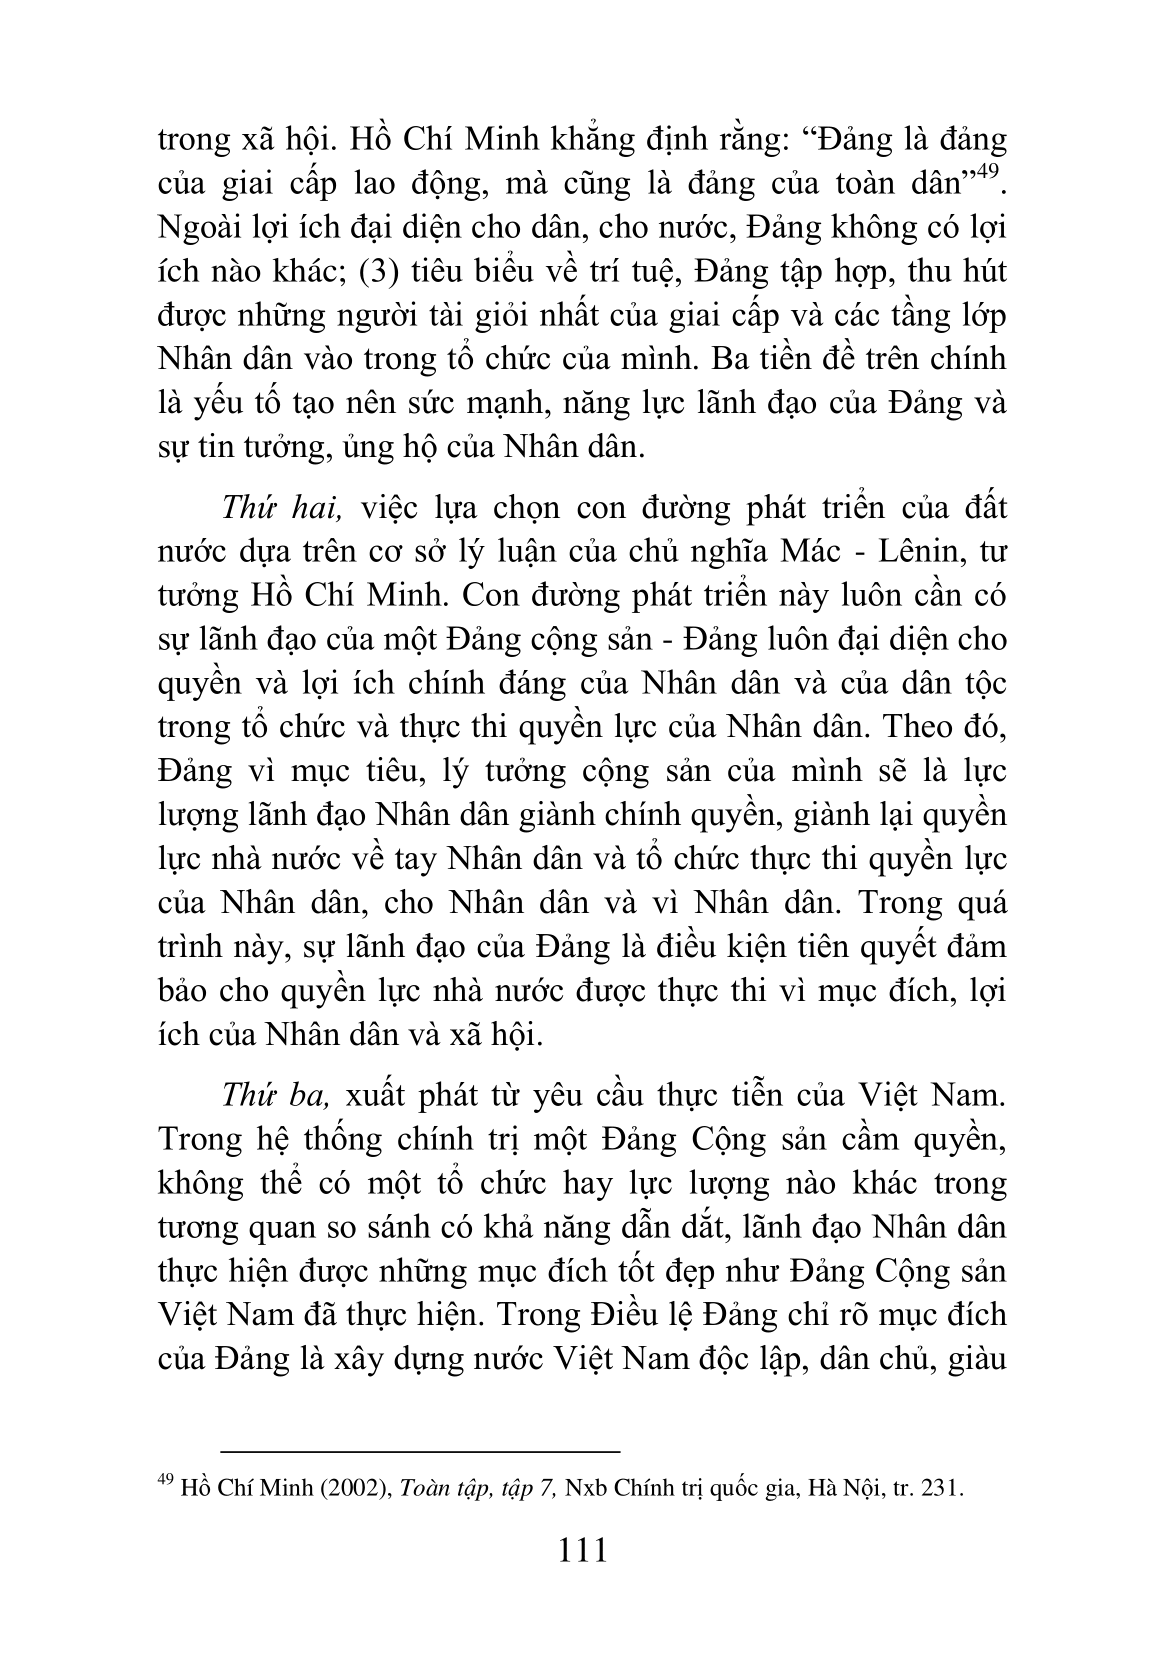 trong xã hội. Hồ Chí Minh khẳng định rằng: “Đảng là đảng
của giai cấp lao động, mà cũng là đảng của toàn dân”49.
Ngoài lợi ích đại diện cho dân, cho nước, Đảng không có lợi
ích nào khác; (3) tiêu biểu về trí tuệ, Đảng tập hợp, thu hút
được những người tài giỏi nhất của giai cấp và các tầng lớp
Nhân dân vào trong tổ chức của mình. Ba tiền đề trên chính
là yếu tố tạo nên sức mạnh, năng lực lãnh đạo của Đảng và
sự tin tưởng, ủng hộ của Nhân dân.
Thứ hai, việc lựa chọn con đường phát triển của đất
nước dựa trên cơ sở lý luận của chủ nghĩa Mác - Lênin, tư
tưởng Hồ Chí Minh. Con đường phát triển này luôn cần có
sự lãnh đạo của một Đảng cộng sản - Đảng luôn đại diện cho
quyền và lợi ích chính đáng của Nhân dân và của dân tộc
trong tổ chức và thực thi quyền lực của Nhân dân. Theo đó,
Đảng vì mục tiêu, lý tưởng cộng sản của mình sẽ là lực
lượng lãnh đạo Nhân dân giành chính quyền, giành lại quyền
lực nhà nước về tay Nhân dân và tổ chức thực thi quyền lực
của Nhân dân, cho Nhân dân và vì Nhân dân. Trong quá
trình này, sự lãnh đạo của Đảng là điều kiện tiên quyết đảm
bảo cho quyền lực nhà nước được thực thi vì mục đích, lợi
ích của Nhân dân và xã hội.
Thứ ba, xuất phát từ yêu cầu thực tiễn của Việt Nam.
Trong hệ thống chính trị một Đảng Cộng sản cầm quyền,
không thể có một tổ chức hay lực lượng nào khác trong
tương quan so sánh có khả năng dẫn dắt, lãnh đạo Nhân dân
thực hiện được những mục đích tốt đẹp như Đảng Cộng sản
Việt Nam đã thực hiện. Trong Điều lệ Đảng chỉ rõ mục đích
của Đảng là xây dựng nước Việt Nam độc lập, dân chủ, giàu
49 Hồ Chí Minh (2002), Toàn tập, tập 7, Nxb Chính trị quốc gia, Hà Nội, tr. 231.
111